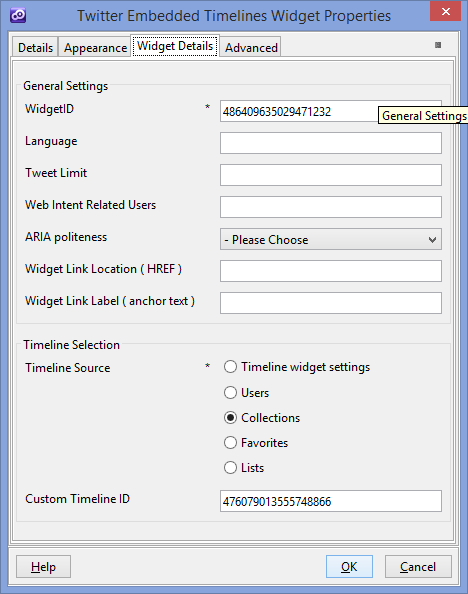 Twitter Embedded Timelines Widget Properties
Details Appearance Widget Details Advanced
General Settings
WidgetID * 486409635029471232
General Settings
Language
Tweet Limit
Web Intent Related Users
ARIA politeness - Please Choose
Widget Link Location ( HREF )
Widget Link Label ( anchor text )
Timeline Selection
Timeline Source * Timeline widget settings
Users
Collections
Favorites
Lists
Custom Timeline ID 476079013555748866
Help OK Cancel